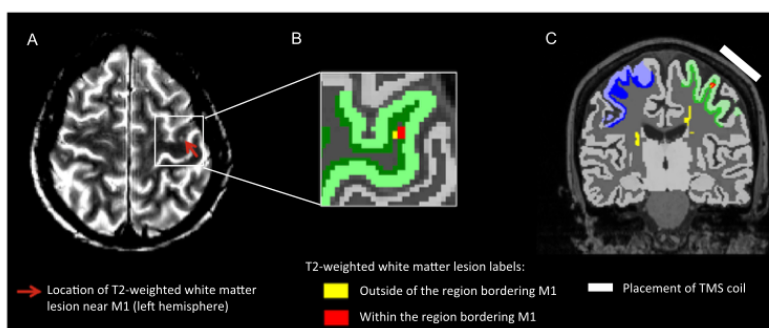 A
B
C
Location of T2-weighted white matter
lesion near M1 (left hemisphere)
T2-weighted white matter lesion labels:
Outside of the region bordering M1
Within the region bordering M1
Placement of TMS coil